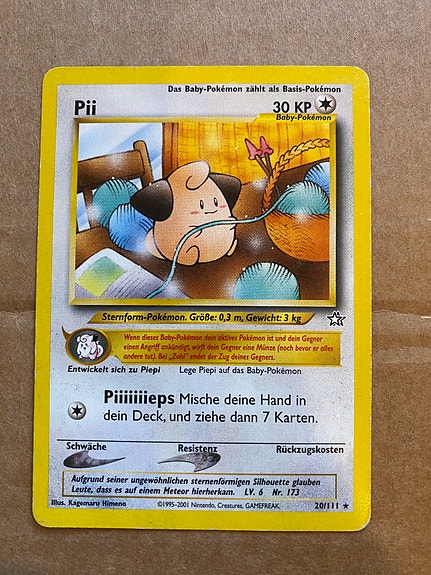 Das Baby-Pokémon zählt als Basis-Pokémon
Pii
30 KP
Baby-Pokémon
Sternform-Pokémon. Größe: 0,3 m, Gewicht: 3 kg
Wenn dieses Baby-Pokémon dein aktives Pokémon ist und dein Gegner
einen Angriff ankündigt, wirft dein Gegner eine Münze (noch bevor er alles
andere tut). Bei „Zahl" endet der Zug deines Gegners.
Entwickelt sich zu Piepi
Lege Piepi auf das Baby-Pokémon
Piiiiiiieps Mische deine Hand in
dein Deck, und ziehe dann 7 Karten.
Schwäche
Resistenz
Rückzugskosten
Aufgrund seiner ungewöhnlichen sternenförmigen Silhouette glauben
Leute, dass es auf einem Meteor hierherkam. LV. 6 Nr. 173
Illus. Kagemaru Himeno
©1995-2001 Nintendo, Creatures, GAMEFREAK.
20/111